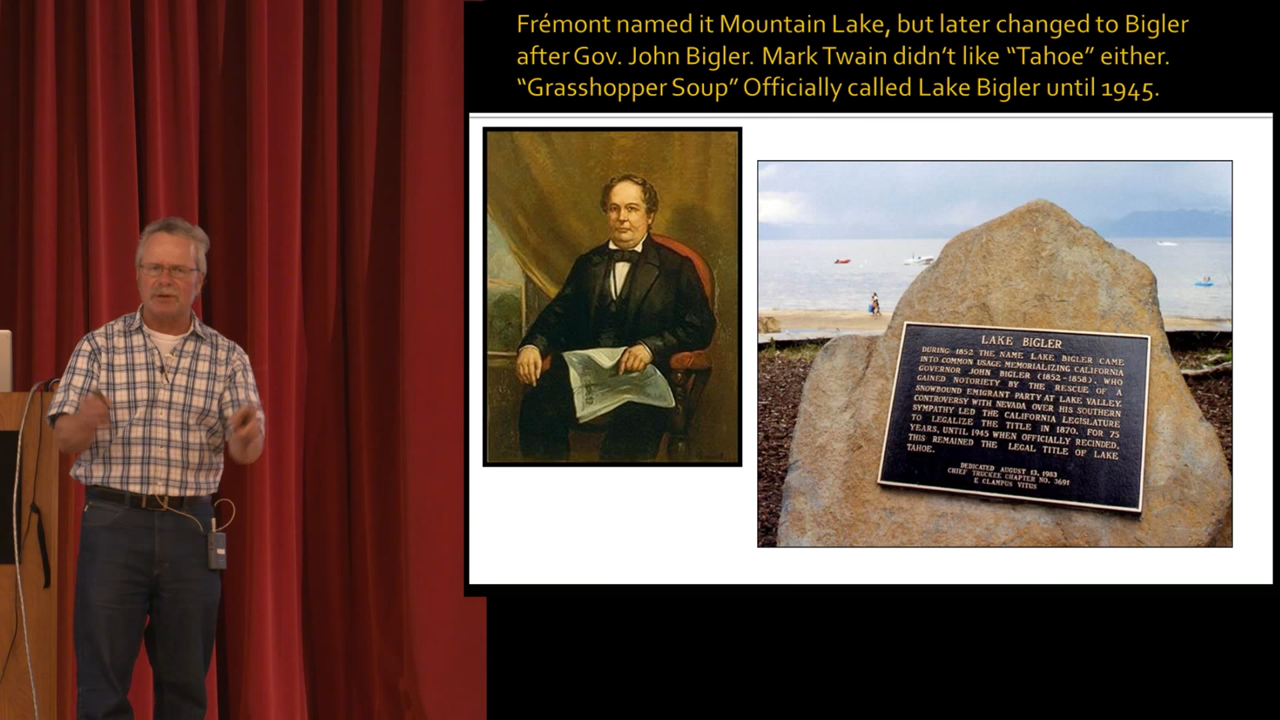 Frémont named it Mountain Lake, but later changed to Bigler
after Gov. John Bigler. Mark Twain didn't like “Tahoe” either.
“Grasshopper Soup” Officially called Lake Bigler until 1945.
LAKE BIGLER
DURING 1852 THE NAME LAKE BIGLER CAME
INTO COMMON USAGE MEMORIALIZING CALIFORNIA
GOVERNOR JOHN BIGLER (1852-1858), WHO
GAINED NOTORIETY BY THE RESCUE OF A
SNOWBOUND EMIGRANT PARTY AT LAKE VALLEY.
CONTROVERSY WITH NEVADA OVER HIS SOUTHERN
SYMPATHY LED THE CALIFORNIA LEGISLATURE
TO LEGALIZE THE TITLE IN 1870. FOR 75
YEARS, UNTIL 1945 WHEN OFFICIALLY RECINDED,
THIS REMAINED THE LEGAL TITLE OF LAKE
TAHOE.
DEDICATED AUGUST 13, 1983
CHIEF TRUCKEE CHAPTER NO. 3691
E CLAMPUS VITUS